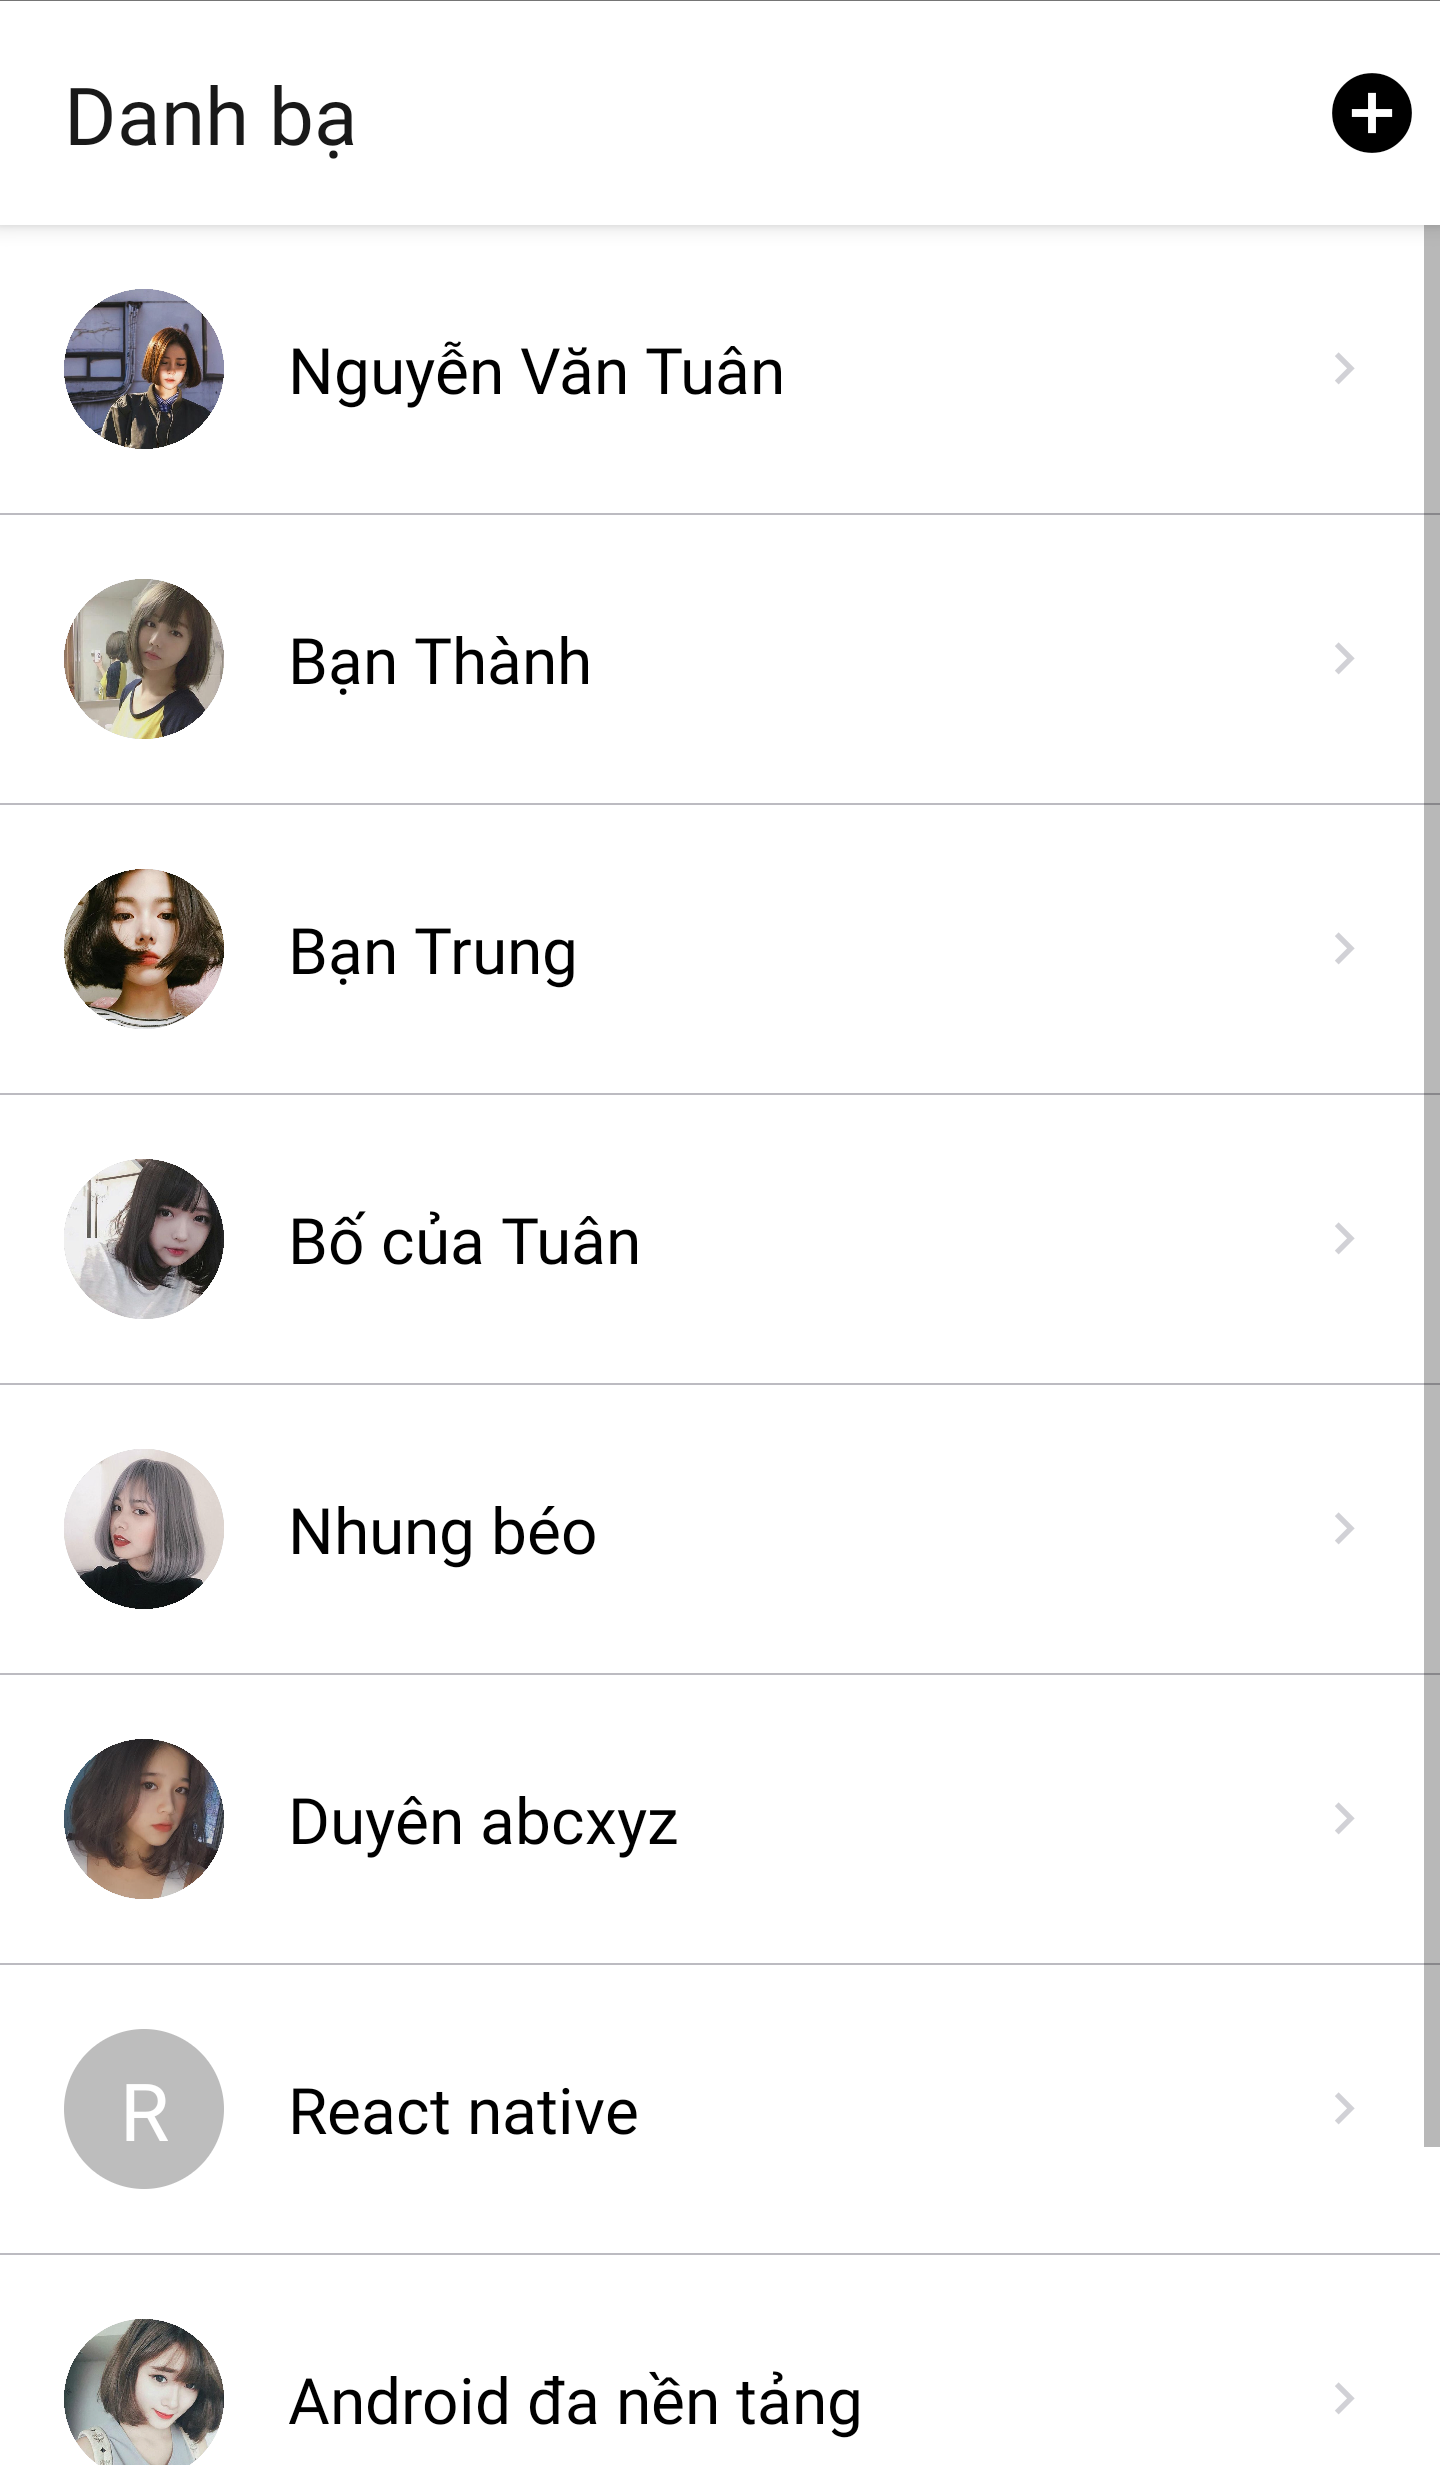 Danh bạ
Nguyễn Văn Tuân
Bạn Thành
Bạn Trung
Bố của Tuân
Nhung béo
Duyên abcxyz
R
React native
Android đa nền tảng